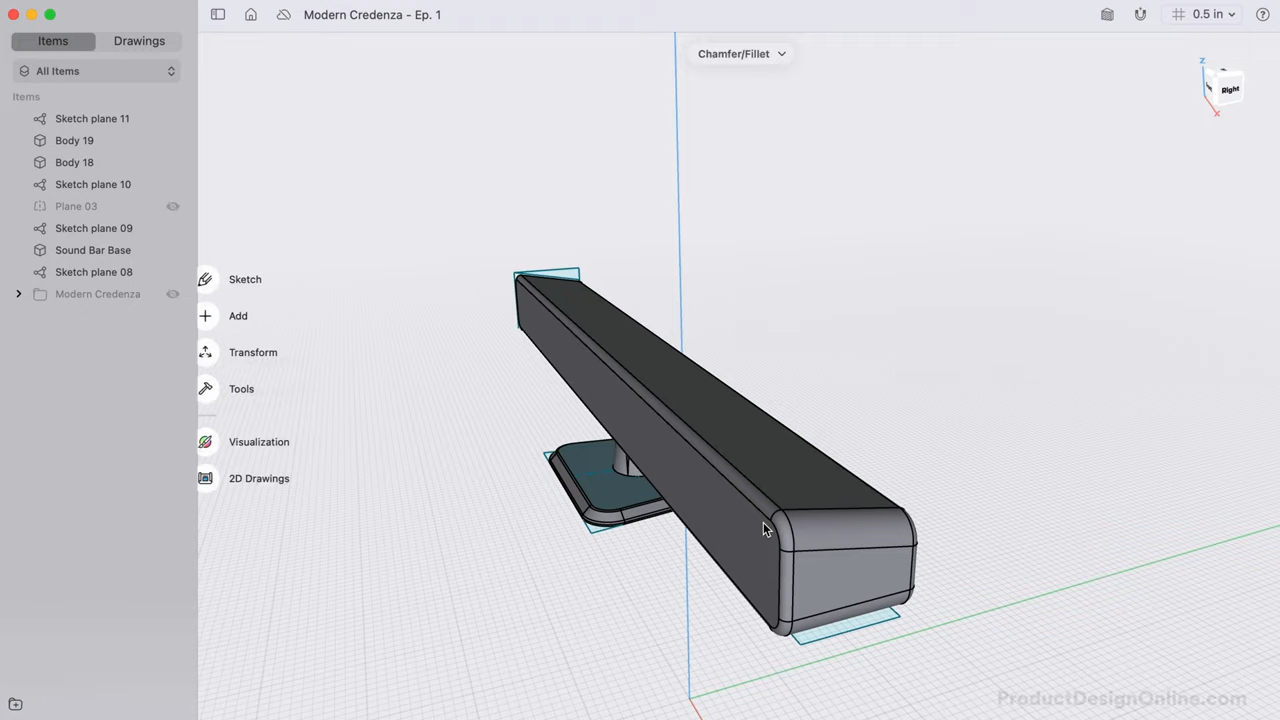 Modern Credenza - Ep. 1
0.5 in
Items
Drawings
Chamfer/Fillet
All Items
Z
Right
X
Items
Sketch plane 11
Body 19
Body 18
Sketch plane 10
Plane 03
Sketch plane 09
Sound Bar Base
Sketch plane 08
Modern Credenza
Sketch
Add
Transform
Tools
Visualization
2D Drawings
ProductDesignOnline.com